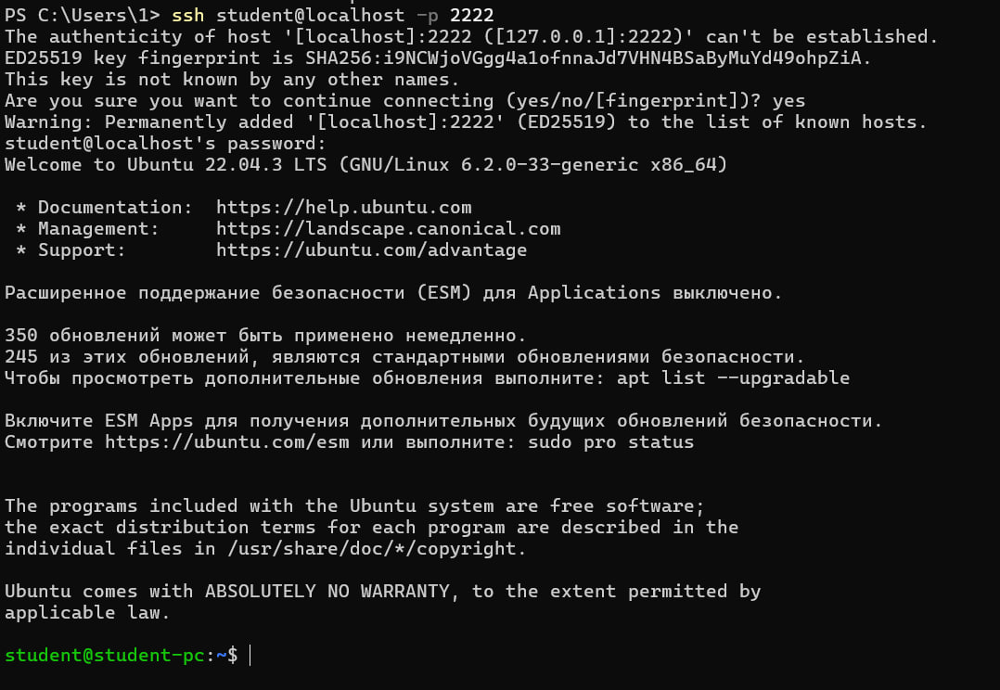 PS C:\Users\1> ssh student@localhost -p 2222
The authenticity of host '[localhost]:2222 ([127.0.0.1]:2222)' can't be established.
ED25519 key fingerprint is SHA256:i9NCWjoVGgg4a1ofnnaJd7VHN4BSaByMuYd49ohpZiA.
This key is not known by any other names.
Are you sure you want to continue connecting (yes/no/[fingerprint])? yes
Warning: Permanently added '[localhost]:2222' (ED25519) to the list of known hosts.
student@localhost's password:
Welcome to Ubuntu 22.04.3 LTS (GNU/Linux 6.2.0-33-generic x86_64)
* Documentation:  https://help.ubuntu.com
* Management:     https://landscape.canonical.com
* Support:        https://ubuntu.com/advantage
Расширенное поддержание безопасности (ESM) для Applications выключено.
350 обновлений может быть применено немедленно.
245 из этих обновлений, являются стандартными обновлениями безопасности.
Чтобы просмотреть дополнительные обновления выполните: apt list --upgradable
Включите ESM Apps для получения дополнительных будущих обновлений безопасности.
Смотрите https://ubuntu.com/esm или выполните: sudo pro status
The programs included with the Ubuntu system are free software;
the exact distribution terms for each program are described in the
individual files in /usr/share/doc/*/copyright.
Ubuntu comes with ABSOLUTELY NO WARRANTY, to the extent permitted by
applicable law.
student@student-pc:~$